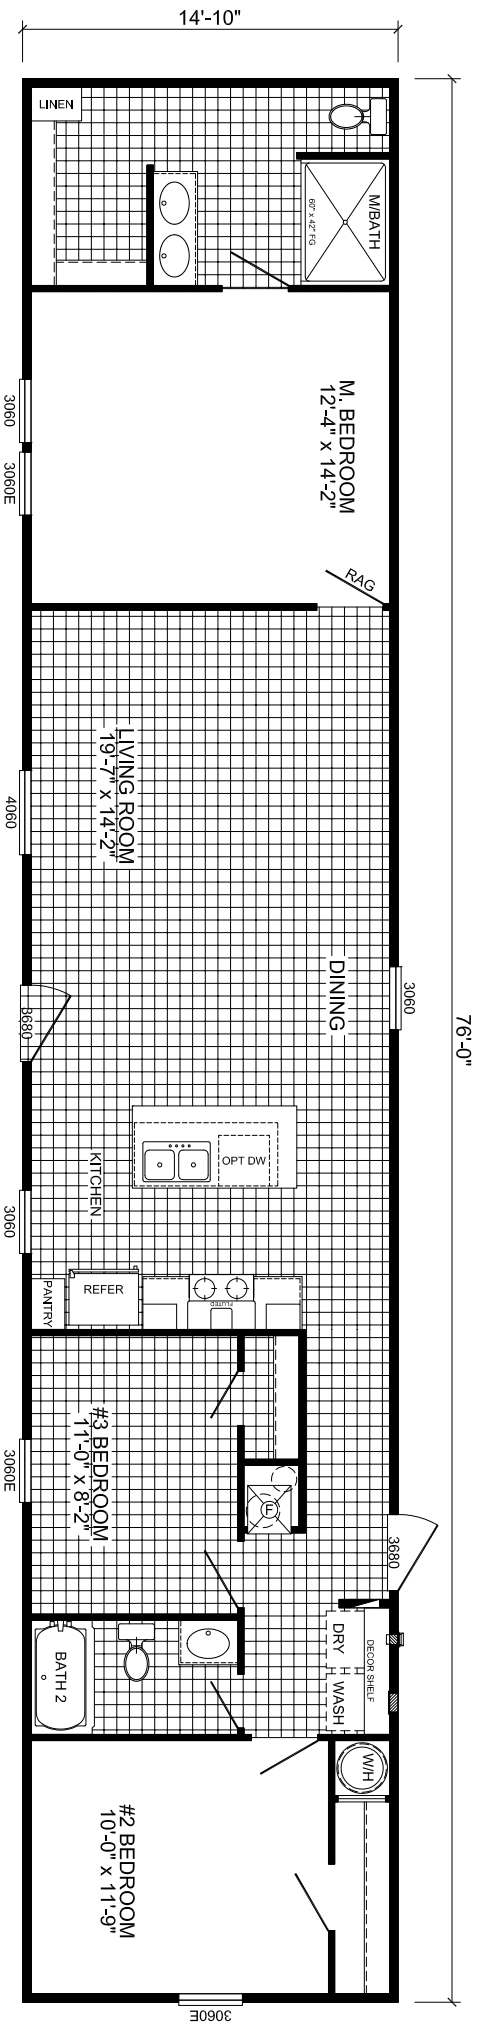 14'-10"
LINEN
M/BATH
60" x 42" FG
3060
3060E
M. BEDROOM
12'-4" x 14'-2"
RAG
LIVING ROOM
19'-7" x 14'-2"
4060
DINING
3060
76'-0"
3680
OPT DW
KITCHEN
3060
PANTRY
REFER
FLUTED
#3 BEDROOM
11'-0" x 8'-2"
3060E
F
3680
DRY
WASH
DECOR SHELF
BATH 2
W/H
#2 BEDROOM
10'-0" x 11'-9"
3060E